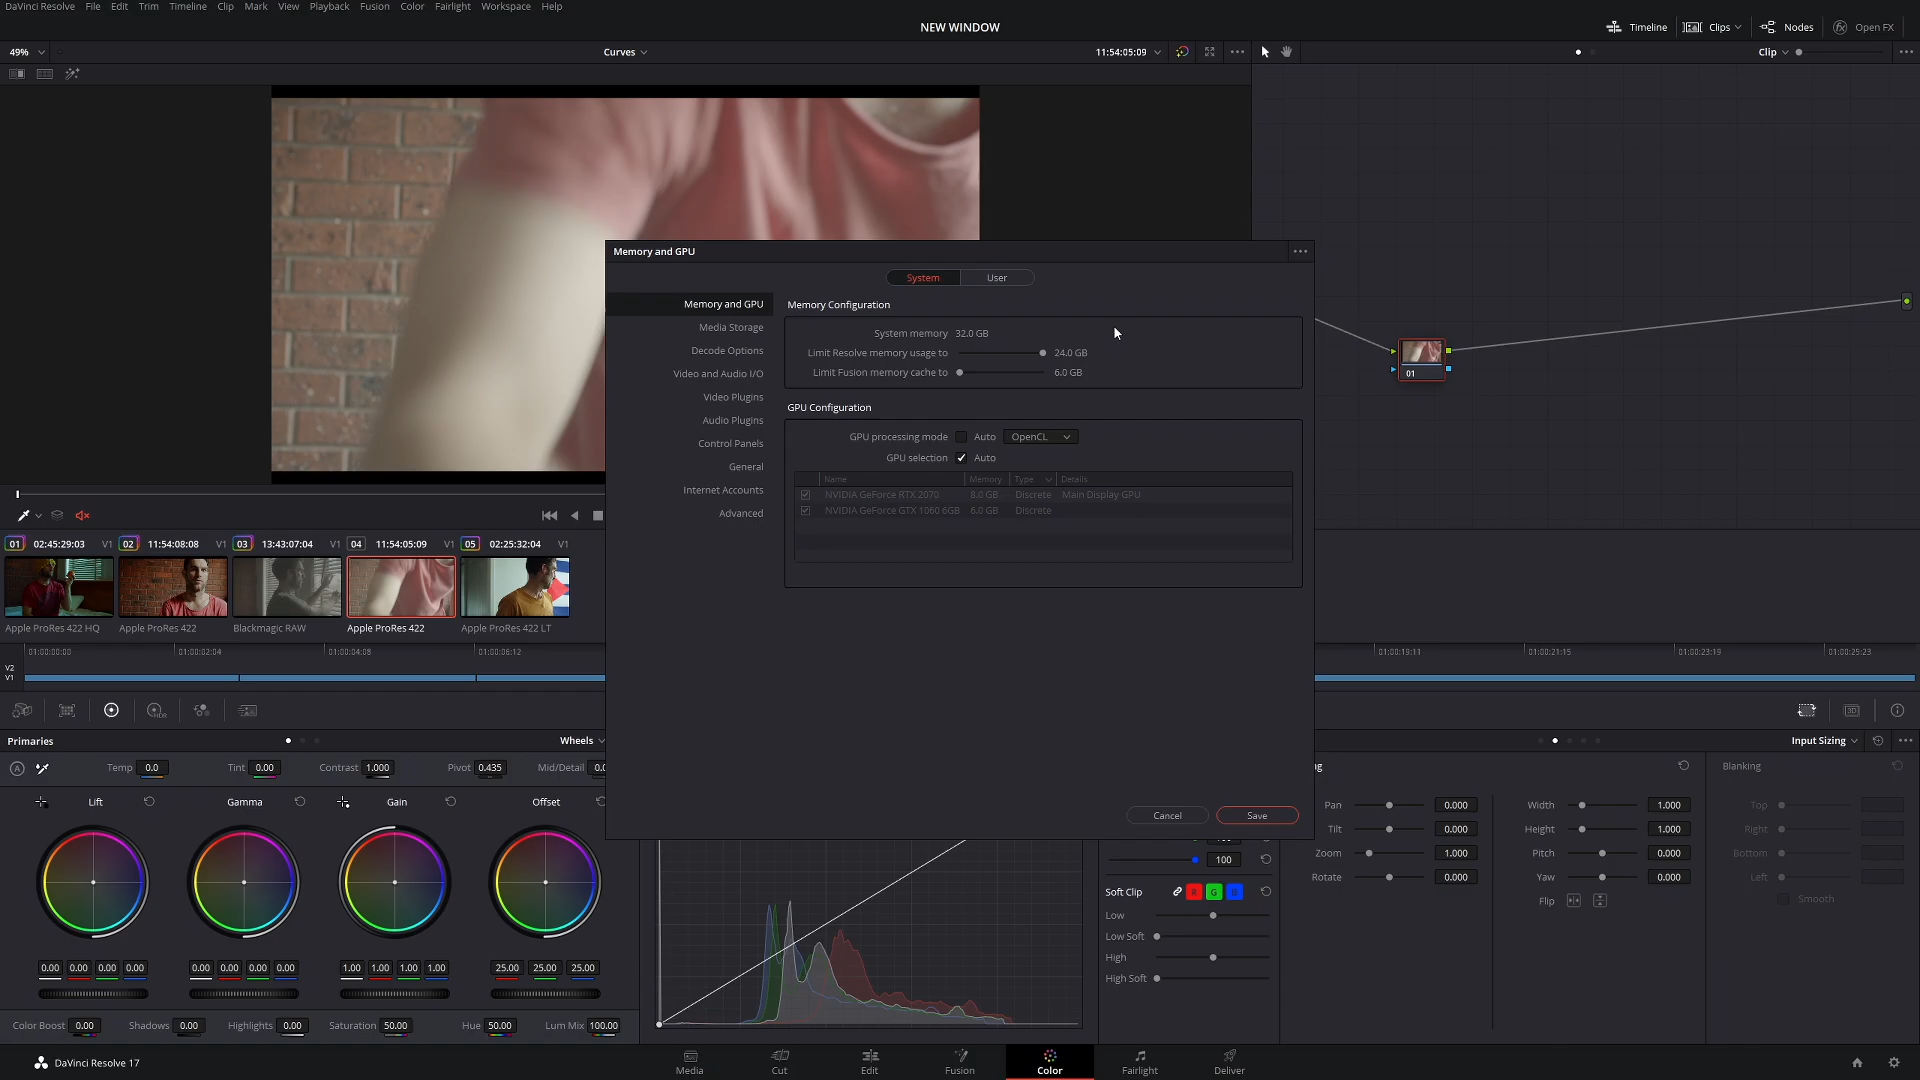 DaVinci Resolve File Edit Trim Timeline Clip Mark View Playback Fusion Color Fairlight Workspace Help
NEW WINDOW
Timeline Clips Nodes Open FX
49% Curves 11:54:05:09 Clip
Memory and GPU
System User
Memory and GPU
Media Storage
Decode Options
Video and Audio I/O
Video Plugins
Audio Plugins
Control Panels
General
Internet Accounts
Advanced
Memory Configuration
System memory 32.0 GB
Limit Resolve memory usage to 24.0 GB
Limit Fusion memory cache to 6.0 GB
GPU Configuration
GPU processing mode Auto OpenCL
GPU selection Auto
Name Memory Type Details
NVIDIA GeForce RTX 2070 8.0 GB Discrete Main Display GPU
NVIDIA GeForce GTX 1060 6GB 6.0 GB Discrete
Cancel Save
01
01 02:45:29:03 V1 02 11:54:08:08 V1 03 13:43:07:04 V1 04 11:54:05:09 V1 05 02:25:32:04 V1
Apple ProRes 422 HQ Apple ProRes 422 Blackmagic RAW Apple ProRes 422 Apple ProRes 422 LT
01:00:00:00 01:00:02:04 01:00:04:08 01:00:06:12 01:00:19:11 01:00:21:15 01:00:23:19 01:00:25:23
V2
V1
HDR 3D
Primaries Wheels Input Sizing
A Temp 0.0 Tint 0.00 Contrast 1.000 Pivot 0.435 Mid/Detail
Lift Gamma Gain Offset
0.00 0.00 0.00 0.00 0.00 0.00 0.00 0.00 1.00 1.00 1.00 1.00 25.00 25.00 25.00
Color Boost 0.00 Shadows 0.00 Highlights 0.00 Saturation 50.00 Hue 50.00 Lum Mix 100.00
100
Soft Clip R G B
Low
Low Soft
High
High Soft
Pan 0.000 Width 1.000
Tilt 0.000 Height 1.000
Zoom 1.000 Pitch 0.000
Rotate 0.000 Yaw 0.000
Flip
Blanking
Top
Right
Bottom
Left
Smooth
DaVinci Resolve 17
Media Cut Edit Fusion Color Fairlight Deliver